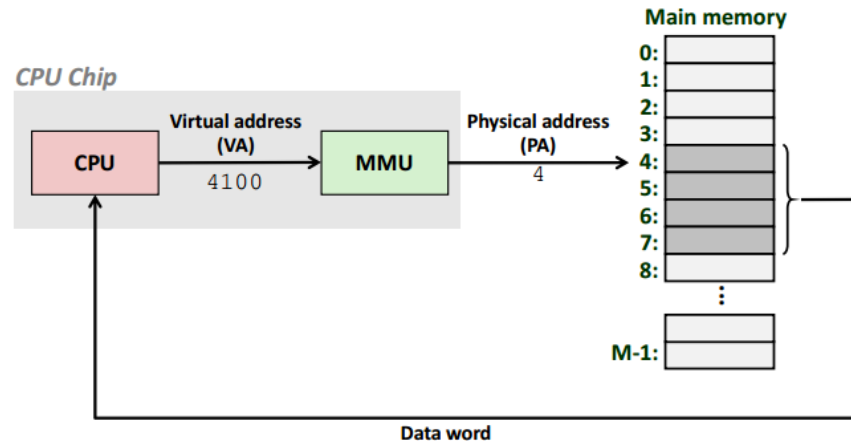 Main memory
CPU Chip
Virtual address
(VA)
Physical address
(PA)
CPU
MMU
4100
4
0:
1:
2:
3:
4:
5:
6:
7:
8:
...
M-1:
Data word